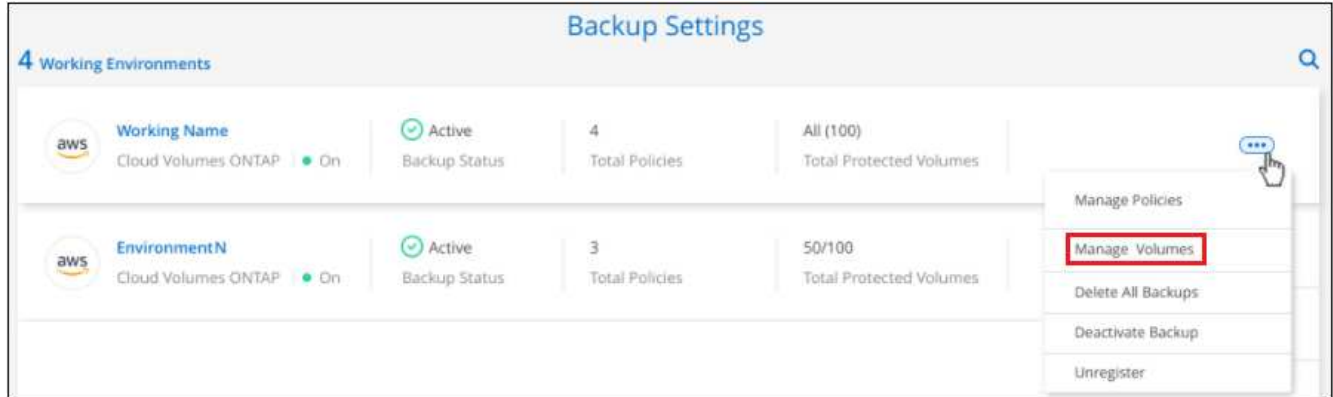 Backup Settings
4 Working Environments
aws
Working Name
Cloud Volumes ONTAP
On
Active
Backup Status
4
Total Policies
All (100)
Total Protected Volumes
Manage Policies
Manage Volumes
Delete All Backups
Deactivate Backup
Unregister
aws
EnvironmentN
Cloud Volumes ONTAP
On
Active
Backup Status
3
Total Policies
50/100
Total Protected Volumes